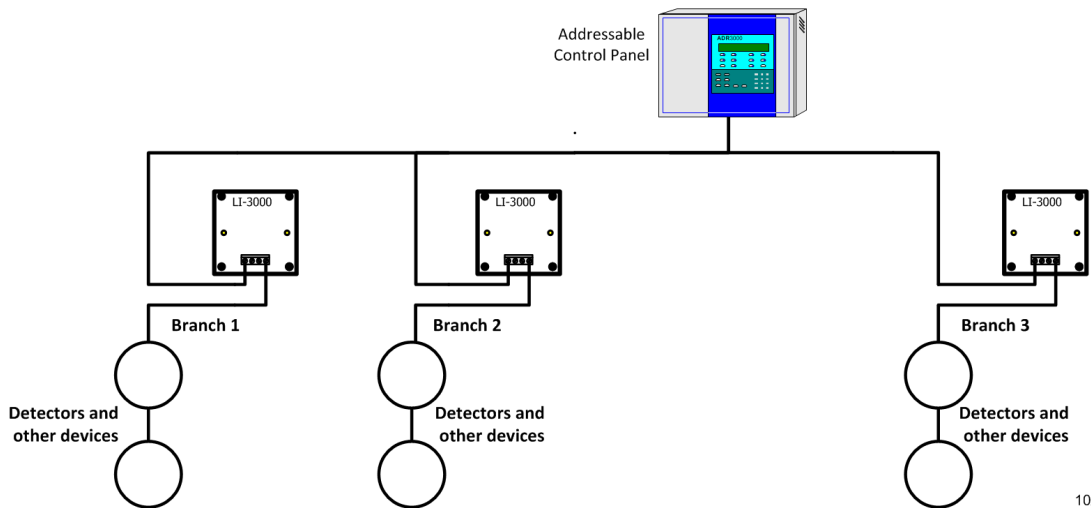 Addressable
Control Panel
ADR3000
LI-3000
LI-3000
LI-3000
Branch 1
Branch 2
Branch 3
Detectors and
other devices
Detectors and
other devices
Detectors and
other devices
10